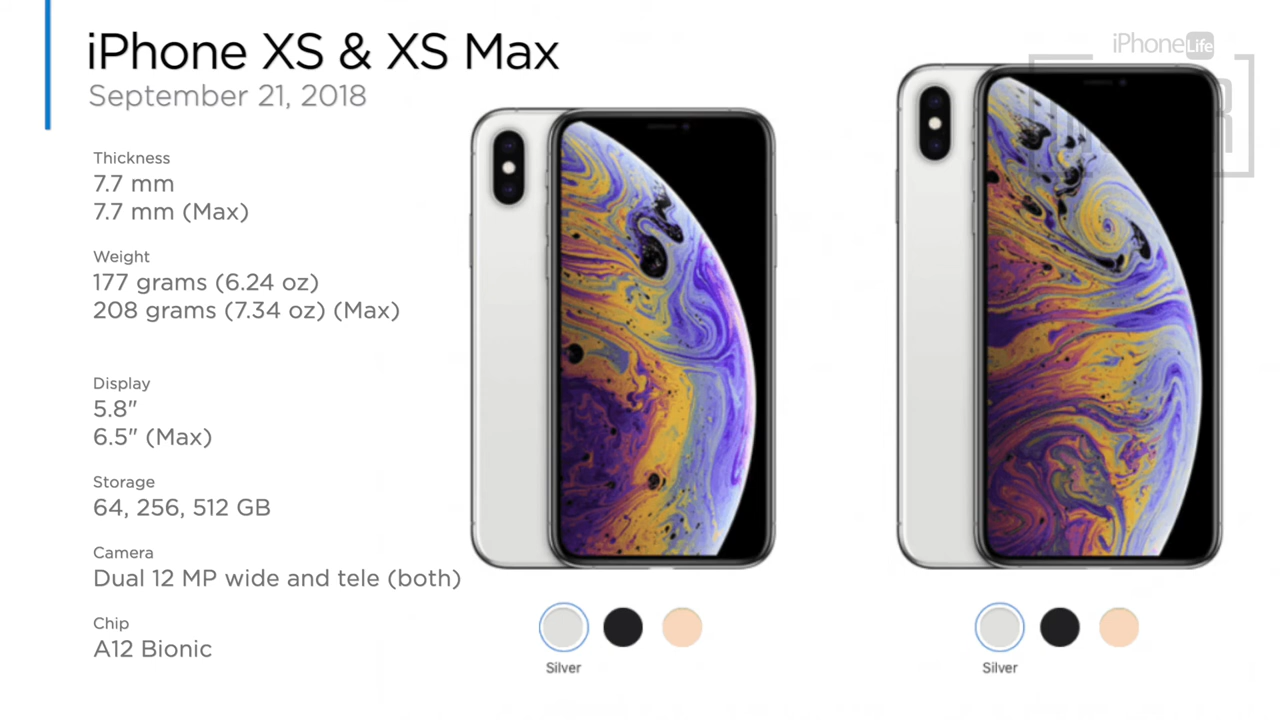 iPhone XS & XS Max
September 21, 2018
iPhoneLife
Thickness
7.7 mm
7.7 mm (Max)
Weight
177 grams (6.24 oz)
208 grams (7.34 oz) (Max)
Display
5.8"
6.5" (Max)
Storage
64, 256, 512 GB
Camera
Dual 12 MP wide and tele (both)
Chip
A12 Bionic
Silver
Silver